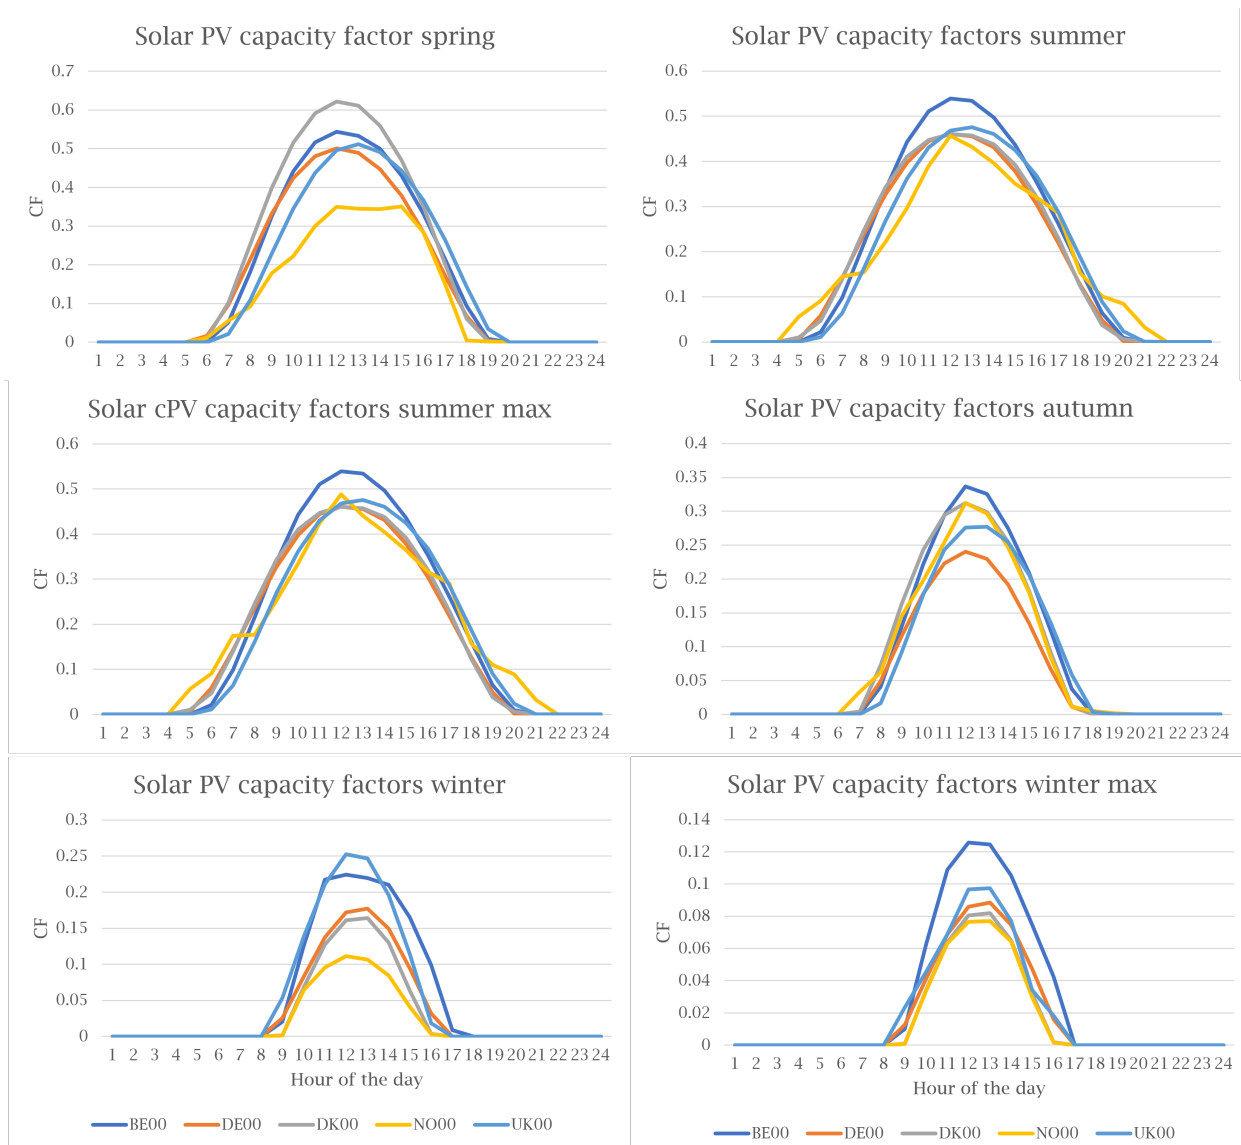 Solar PV capacity factor spring
CF
0.7
0.6
0.5
0.4
0.3
0.2
0.1
0
1 2 3 4 5 6 7 8 9 10 11 12 13 14 15 16 17 18 19 20 21 22 23 24
Solar PV capacity factors summer
CF
0.6
0.5
0.4
0.3
0.2
0.1
0
1 2 3 4 5 6 7 8 9 10 11 12 13 14 15 16 17 18 19 20 21 22 23 24
Solar cPV capacity factors summer max
CF
0.6
0.5
0.4
0.3
0.2
0.1
0
1 2 3 4 5 6 7 8 9 10 11 12 13 14 15 16 17 18 19 20 21 22 23 24
Solar PV capacity factors autumn
CF
0.4
0.35
0.3
0.25
0.2
0.15
0.1
0.05
0
1 2 3 4 5 6 7 8 9 10 11 12 13 14 15 16 17 18 19 20 21 22 23 24
Solar PV capacity factors winter
CF
0.3
0.25
0.2
0.15
0.1
0.05
0
1 2 3 4 5 6 7 8 9 10 11 12 13 14 15 16 17 18 19 20 21 22 23 24
Hour of the day
BE00 DE00 DK00 NO00 UK00
Solar PV capacity factors winter max
CF
0.14
0.12
0.1
0.08
0.06
0.04
0.02
0
1 2 3 4 5 6 7 8 9 10 11 12 13 14 15 16 17 18 19 20 21 22 23 24
Hour of the day
BE00 DE00 DK00 NO00 UK00